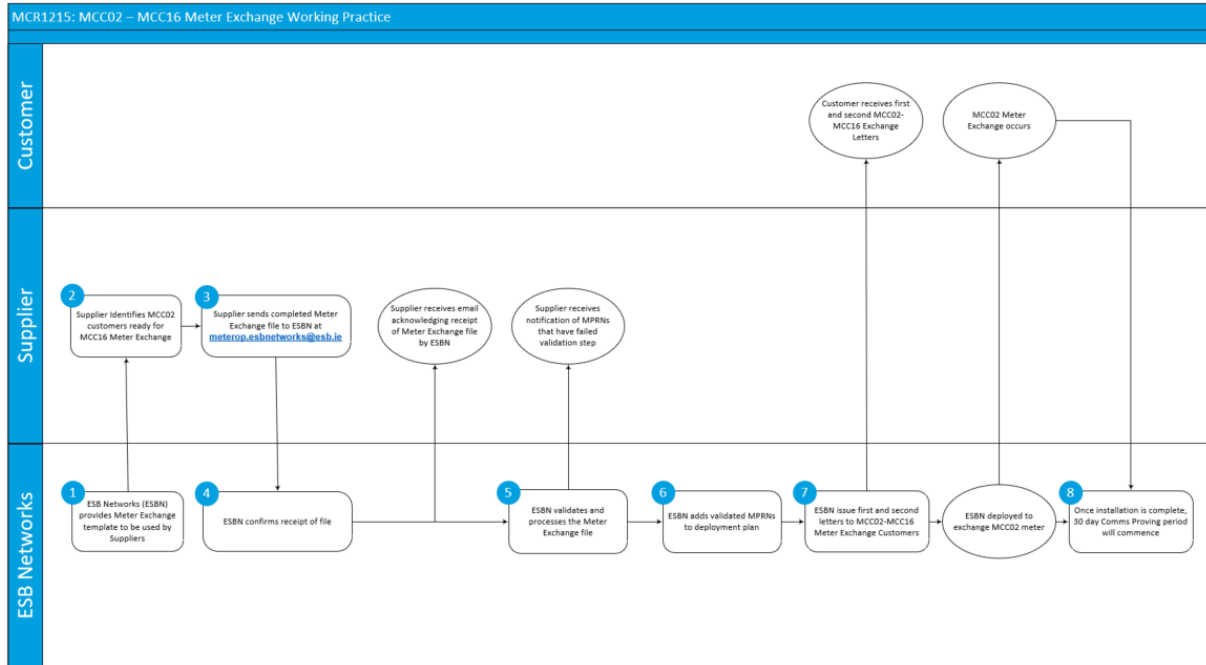 MCR1215: MCC02 – MCC16 Meter Exchange Working Practice
Customer
Customer receives first
and second MCC02-
MCC16 Exchange
Letters
MCC02 Meter
Exchange occurs
Supplier
2
Supplier Identifies MCC02
customers ready for
MCC16 Meter Exchange
3
Supplier sends completed Meter
Exchange file to ESBN at
meterop.esbnetworks@esb.ie
Supplier receives email
acknowledging receipt
of Meter Exchange file
by ESBN
Supplier receives
notification of MPRNs
that have failed
validation step
ESB Networks
1
ESB Networks (ESBN)
provides Meter Exchange
template to be used by
Suppliers
4
ESBN confirms receipt of file
5
ESBN validates and
processes the Meter
Exchange file
6
ESBN adds validated MPRNs
to deployment plan
7
ESBN issue first and second
letters to MCC02-MCC16
Meter Exchange Customers
ESBN deployed to
exchange MCC02 meter
8
Once installation is complete,
30 day Comms Proving period
will commence